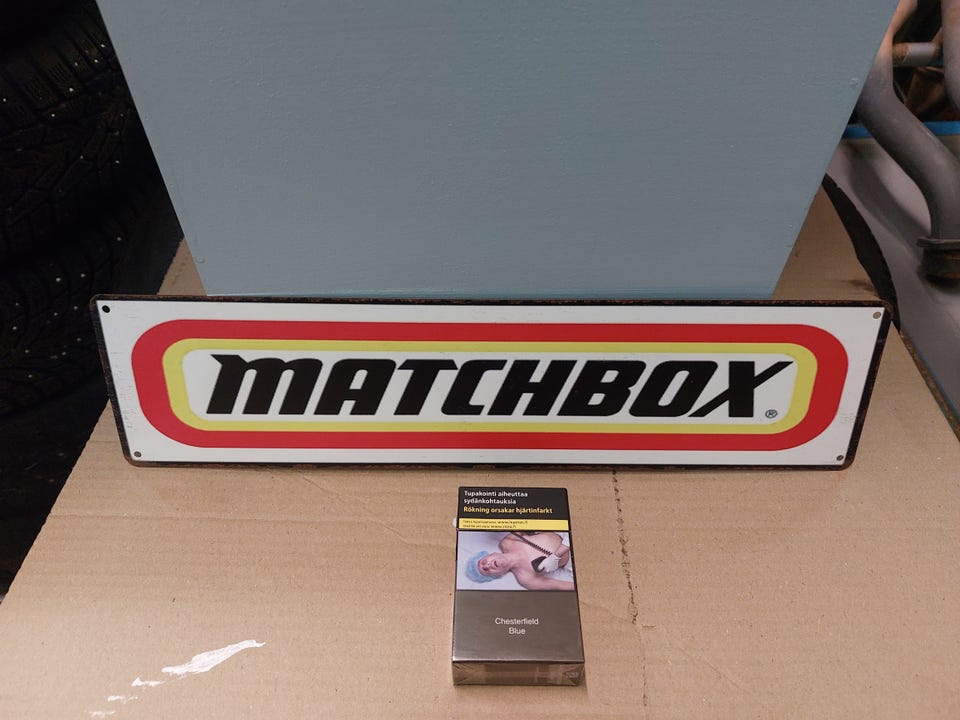 MATCHBOX
®
Tupakointi aiheuttaa
sydänkohtauksia
Rökning orsakar hjärtinfarkt
Chesterfield
Blue